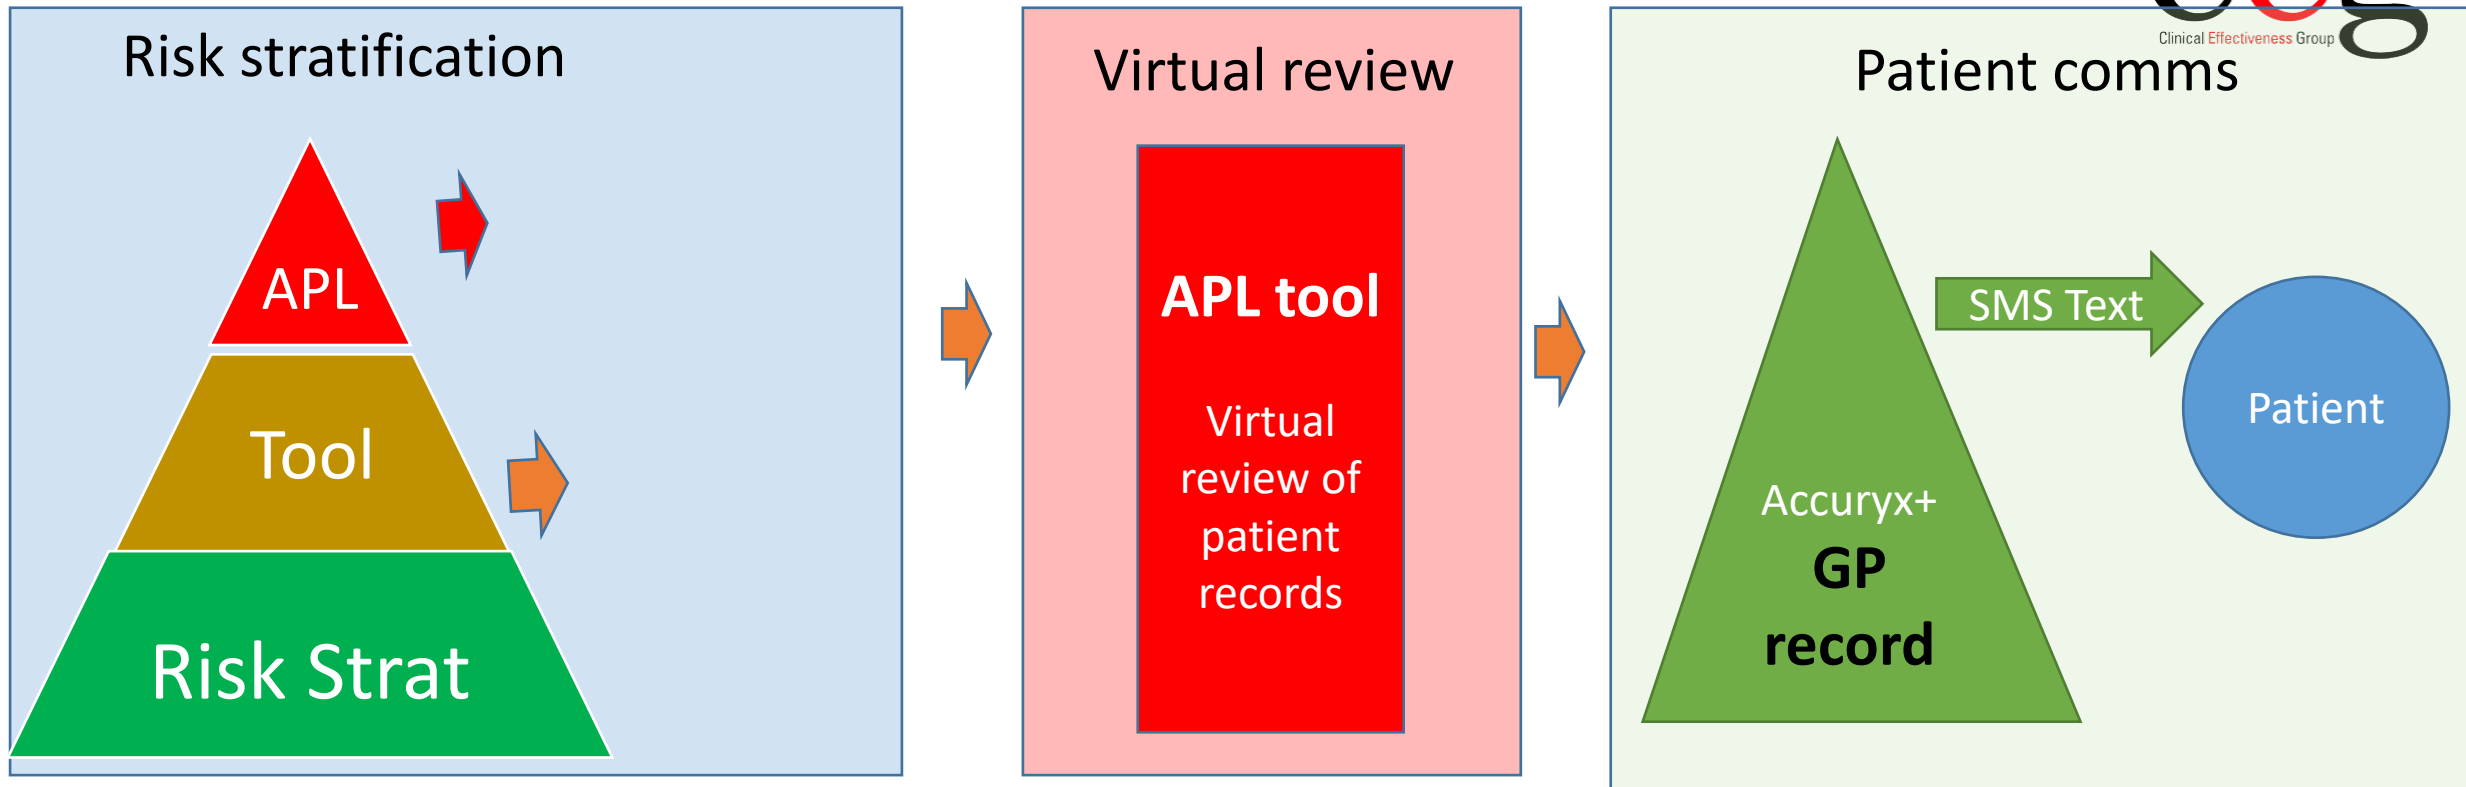 Risk stratification
APL
Tool
Risk Strat
Virtual review
APL tool
Virtual
review of
patient
records
Clinical Effectiveness Group
Patient comms
SMS Text
Patient
Accuryx+
GP
record